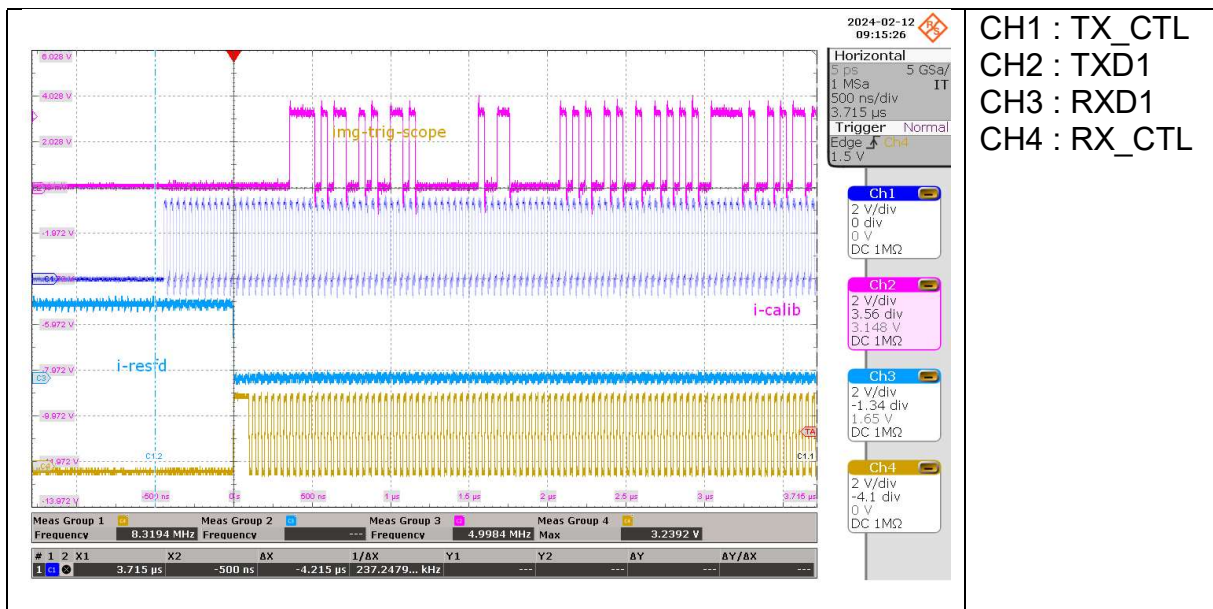 2024-02-12
09:15:26
CH1 : TX_CTL
CH2 : TXD1
CH3 : RXD1
CH4 : RX_CTL
Horizontal
5 ps 5 GSa/
1 MSa IT
500 ns/div
3.715 µs
Trigger Normal
Edge Ch4
1.5 V
6.028 V
4.028 V
img-trig-scope
2.028 V
Ch1
2 V/div
0 div
0 V
DC 1MΩ
-1.972 V
C1
Ch2
2 V/div
3.56 div
3.148 V
DC 1MΩ
i-calib
-5.972 V
i-resfd
-7.972 V
C3
Ch3
2 V/div
-1.34 div
1.65 V
DC 1MΩ
-9.972 V
TA
C1.2
C1.1
Ch4
2 V/div
-4.1 div
0 V
DC 1MΩ
-13.972 V
-500 ns 0 s 500 ns 1 µs 1.5 µs 2 µs 2.5 µs 3 µs 3.715 µs
Meas Group 1 Meas Group 2 Meas Group 3 Meas Group 4
Frequency 8.3194 MHz Frequency --- Frequency 4.9984 MHz Max 3.2392 V
# 1 2 X1 X2 ΔX 1/ΔX Y1 Y2 ΔY ΔY/ΔX
1 C1 3.715 µs -500 ns -4.215 µs 237.2479... kHz --- --- --- ---